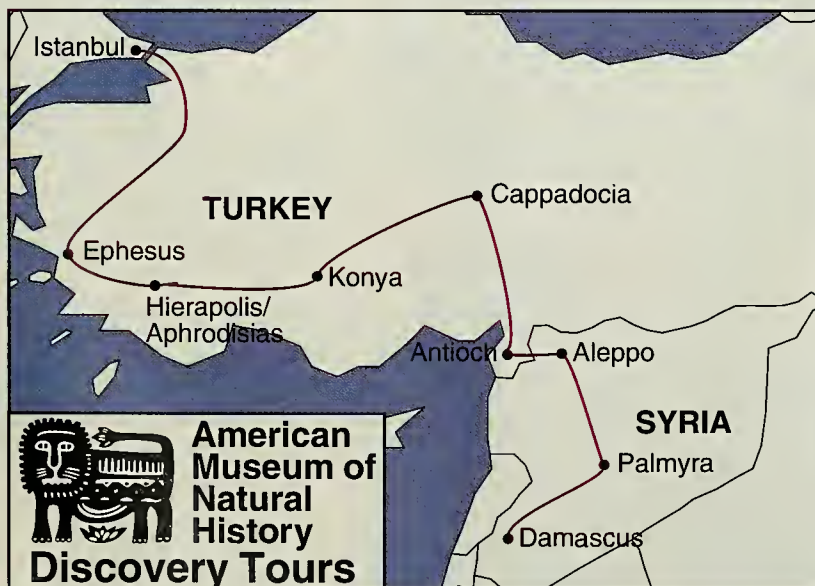 Istanbul
TURKEY
Cappadocia
Ephesus
Konya
Hierapolis/
Aphrodisias
Antioch
Aleppo
SYRIA
Palmyra
Damascus
American
Museum of
Natural
History
Discovery Tours